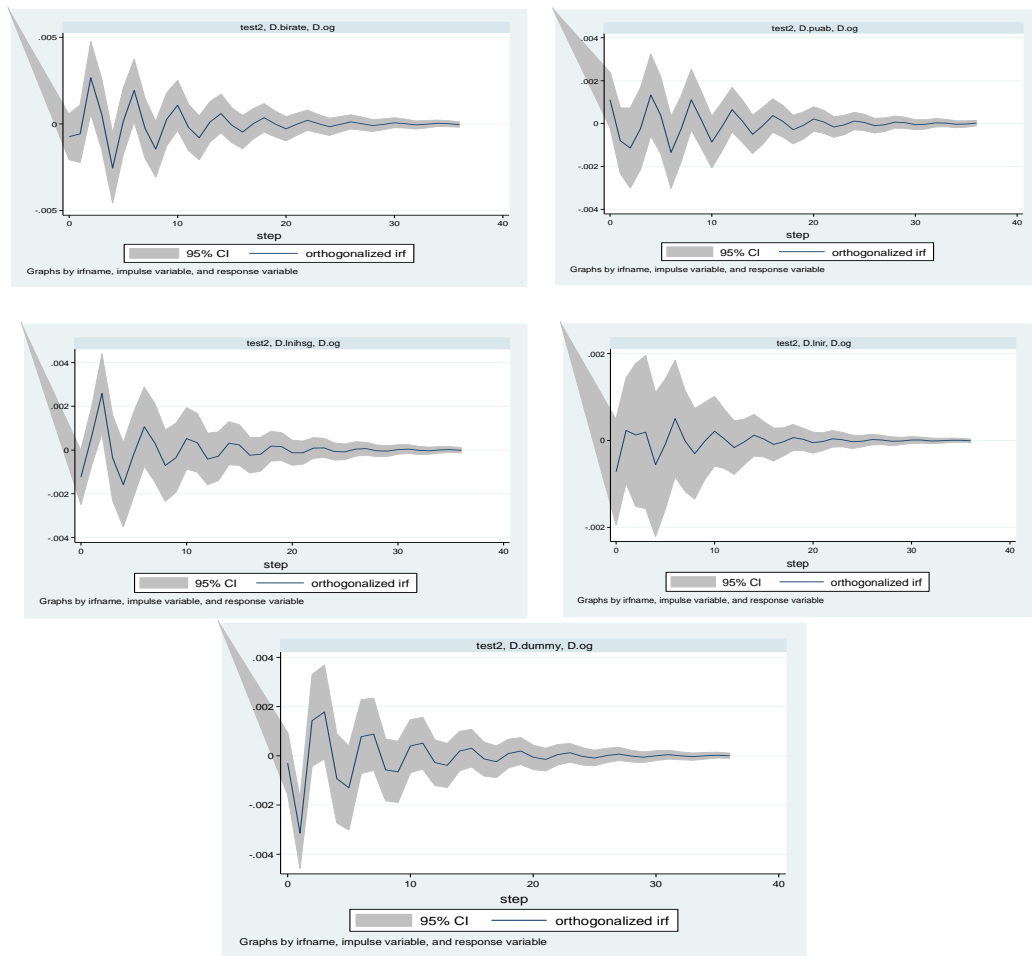 test2, D.birate, D.og
.005
0
-.005
0 10 20 30 40
step
95% CI orthogonalized irf
Graphs by irfname, impulse variable, and response variable
test2, D.puab, D.og
.004
.002
0
-.002
-.004
0 10 20 30 40
step
95% CI orthogonalized irf
Graphs by irfname, impulse variable, and response variable
test2, D.lnihsg, D.og
.004
.002
0
-.002
-.004
0 10 20 30 40
step
95% CI orthogonalized irf
Graphs by irfname, impulse variable, and response variable
test2, D.lnir, D.og
.002
0
-.002
0 10 20 30 40
step
95% CI orthogonalized irf
Graphs by irfname, impulse variable, and response variable
test2, D.dummy, D.og
.004
.002
0
-.002
-.004
0 10 20 30 40
step
95% CI orthogonalized irf
Graphs by irfname, impulse variable, and response variable